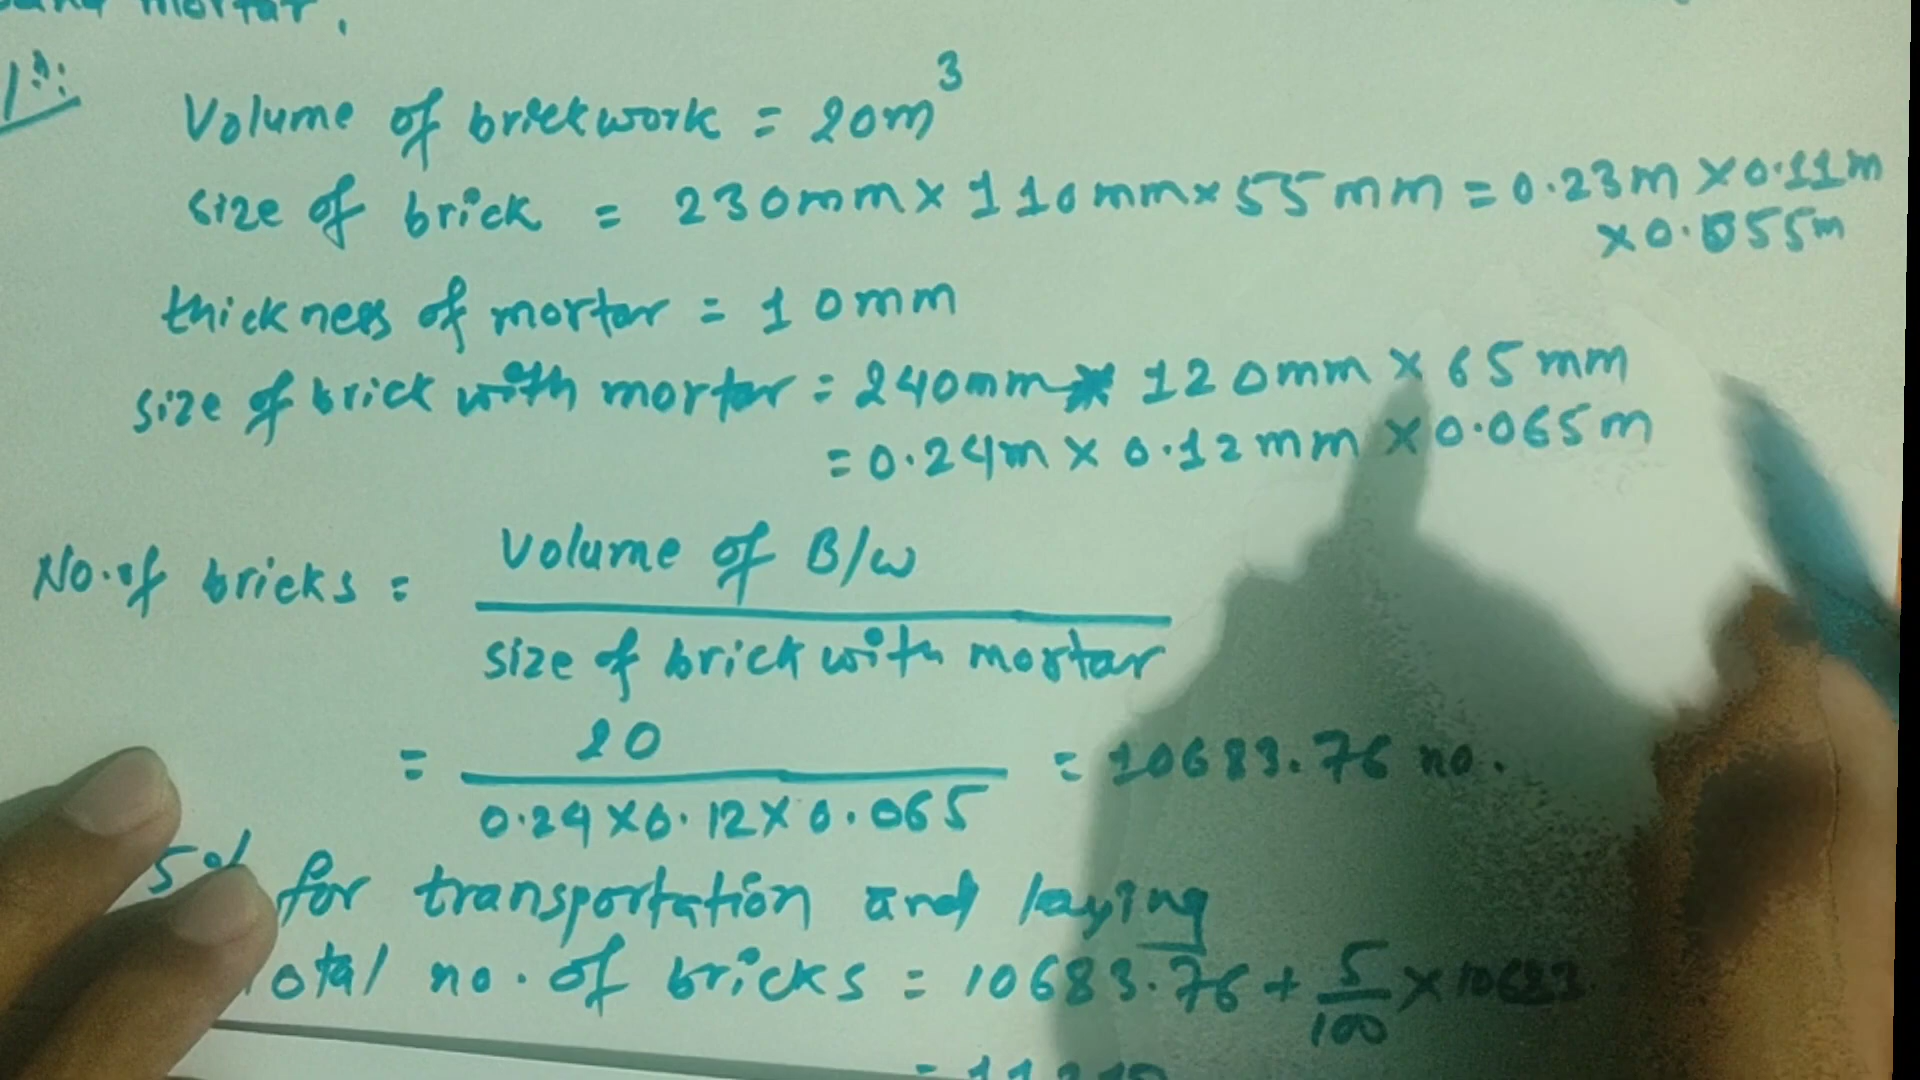 mortar.
Volume of brickwork = 20m³
size of brick = 230mm x 110mm x 55mm = 0.23m x 0.11m
x 0.055m
thickness of mortar = 10mm
size of brick with mortar = 240mm x 120mm x 65mm
= 0.24m x 0.12mm x 0.065m
No. of bricks = Volume of B/w
size of brick with mortar
= 20
0.24 x 0.12 x 0.065
= 10683.76 no.
5% for transportation and laying
otal no. of bricks = 10683.76 + 5/100 x 10683